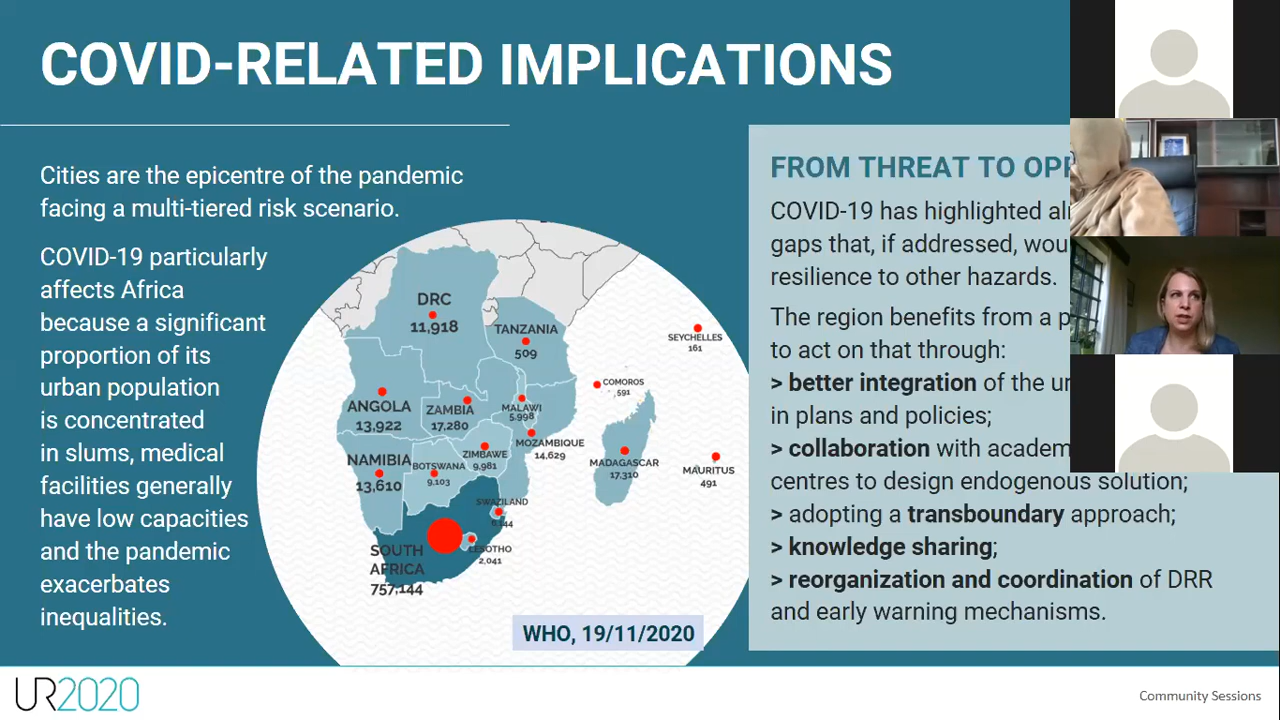 COVID-RELATED IMPLICATIONS
Cities are the epicentre of the pandemic
facing a multi-tiered risk scenario.
COVID-19 particularly
affects Africa
because a significant
proportion of its
urban population
is concentrated
in slums, medical
facilities generally
have low capacities
and the pandemic
exacerbates
inequalities.
DRC
11,918
TANZANIA
509
SEYCHELLES
161
COMOROS
591
ANGOLA
13,922
ZAMBIA
17,280
MALAWI
5,998
MOZAMBIQUE
14,629
ZIMBAWE
9,981
MADAGASCAR
17,310
MAURITUS
491
NAMIBIA
13,610
BOTSWANA
9,103
SWAZILAND
LESOTHO
2,041
SOUTH
AFRICA
757,144
WHO, 19/11/2020
FROM THREAT TO
COVID-19 has highlighted
gaps that, if addressed,
resilience to other hazards.
The region benefits from a
to act on that through:
> better integration of the
in plans and policies;
> collaboration with
centres to design endogenous solution;
> adopting a transboundary approach;
> knowledge sharing;
> reorganization and coordination of DRR
and early warning mechanisms.
UR2020
Community Sessions